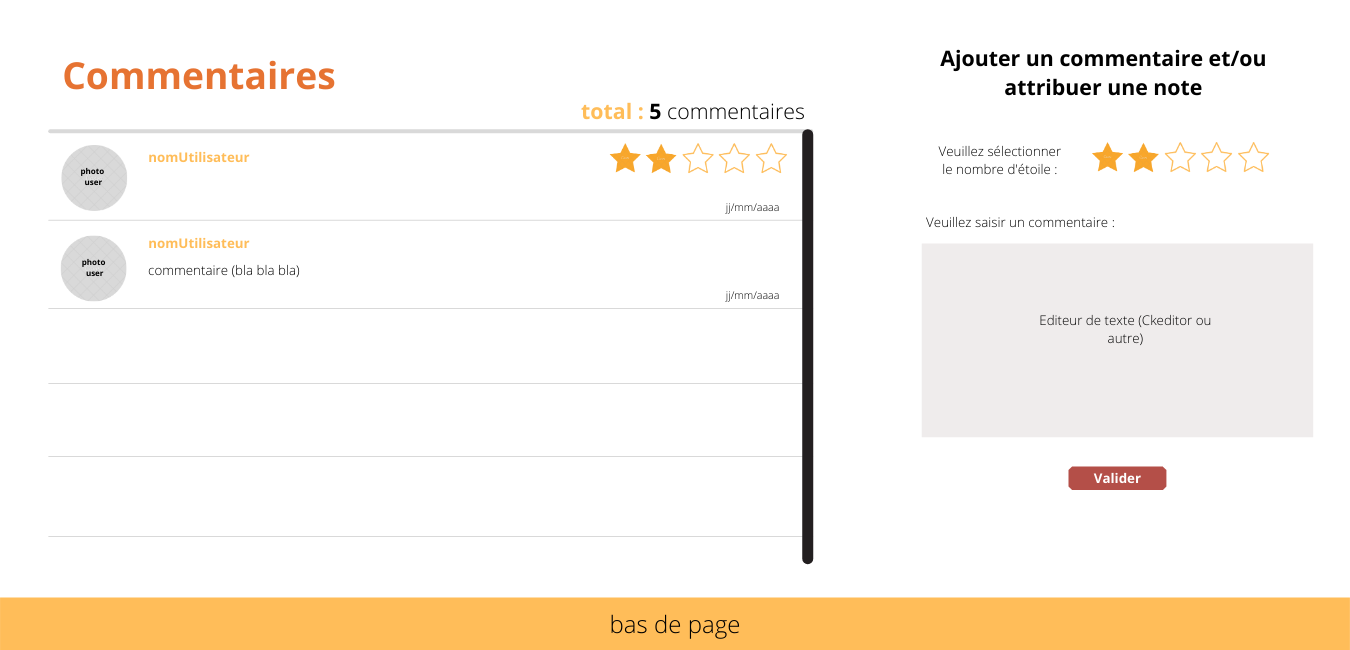 Commentaires
total : 5 commentaires
photo
user
nomUtilisateur
jj/mm/aaaa
photo
user
nomUtilisateur
commentaire (bla bla bla)
jj/mm/aaaa
Ajouter un commentaire et/ou
attribuer une note
Veuillez sélectionner
le nombre d'étoile :
Veuillez saisir un commentaire :
Editeur de texte (Ckeditor ou
autre)
Valider
bas de page